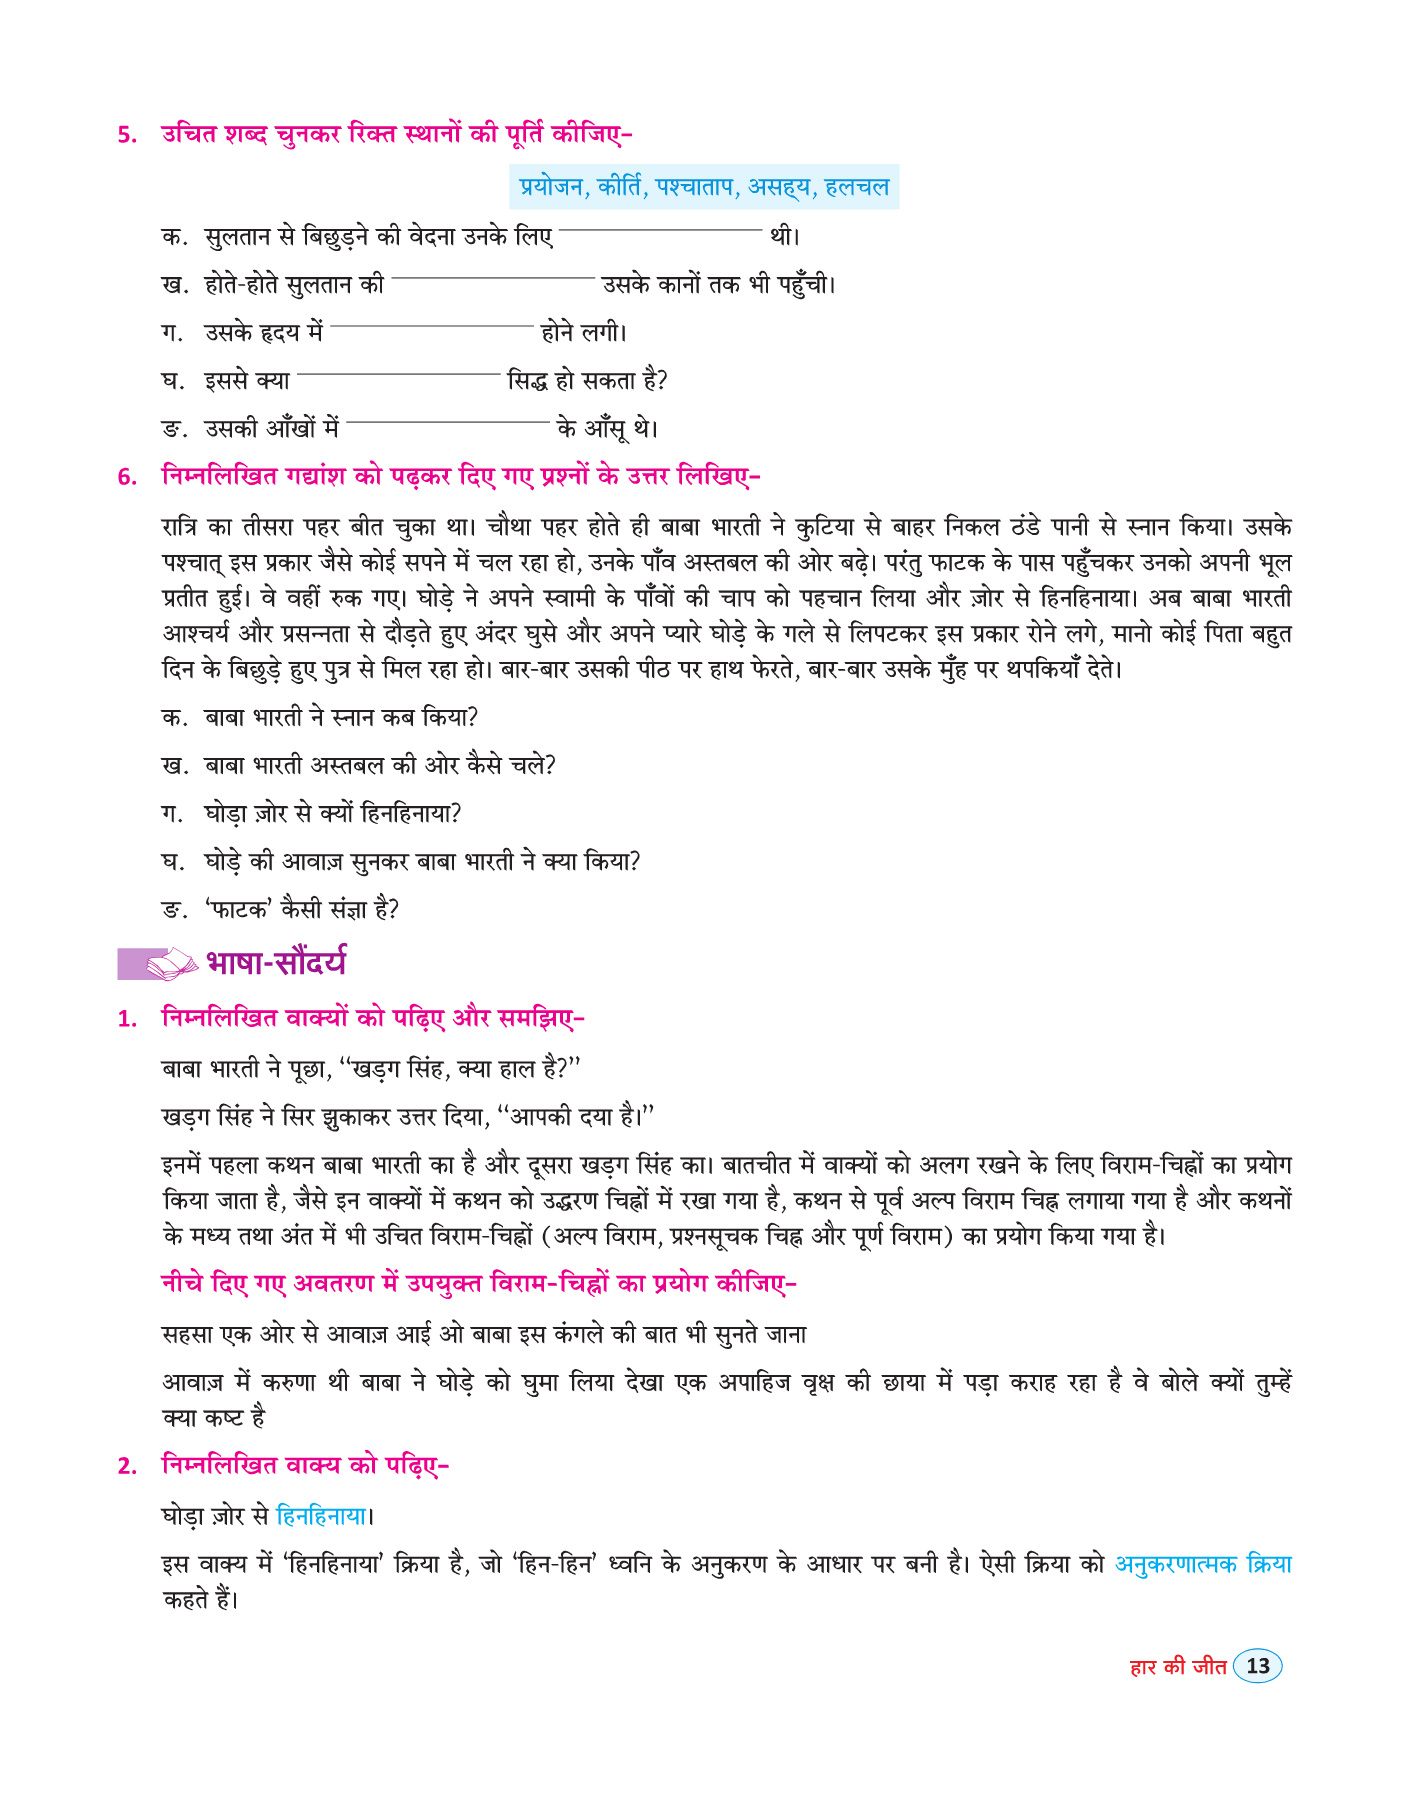 5. उचित शब्द चुनकर रिक्त स्थानों की पूर्ति कीजिए–
प्रयोजन, कीर्ति, पश्चाताप, असह्य, हलचल
क. सुलतान से बिछुड़ने की वेदना उनके लिए ____________ थी।
ख. होते-होते सुलतान की ____________ उसके कानों तक भी पहुँची।
ग. उसके हृदय में ____________ होने लगी।
घ. इससे क्या ____________ सिद्ध हो सकता है?
ङ. उसकी आँखों में ____________ के आँसू थे।
6. निम्नलिखित गद्यांश को पढ़कर दिए गए प्रश्नों के उत्तर लिखिए–
रात्रि का तीसरा पहर बीत चुका था। चौथा पहर होते ही बाबा भारती ने कुटिया से बाहर निकल ठंडे पानी से स्नान किया। उसके
पश्चात् इस प्रकार जैसे कोई सपने में चल रहा हो, उनके पाँव अस्तबल की ओर बढ़े। परंतु फाटक के पास पहुँचकर उनको अपनी भूल
प्रतीत हुई। वे वहीं रुक गए। घोड़े ने अपने स्वामी के पाँवों की चाप को पहचान लिया और ज़ोर से हिनहिनाया। अब बाबा भारती
आश्चर्य और प्रसन्नता से दौड़ते हुए अंदर घुसे और अपने प्यारे घोड़े के गले से लिपटकर इस प्रकार रोने लगे, मानो कोई पिता बहुत
दिन के बिछुड़े हुए पुत्र से मिल रहा हो। बार-बार उसकी पीठ पर हाथ फेरते, बार-बार उसके मुँह पर थपकियाँ देते।
क. बाबा भारती ने स्नान कब किया?
ख. बाबा भारती अस्तबल की ओर कैसे चले?
ग. घोड़ा ज़ोर से क्यों हिनहिनाया?
घ. घोड़े की आवाज़ सुनकर बाबा भारती ने क्या किया?
ङ. ‘फाटक’ कैसी संज्ञा है?
भाषा-सौंदर्य
1. निम्नलिखित वाक्यों को पढ़िए और समझिए–
बाबा भारती ने पूछा, “खड़ग सिंह, क्या हाल है?”
खड़ग सिंह ने सिर झुकाकर उत्तर दिया, “आपकी दया है।”
इनमें पहला कथन बाबा भारती का है और दूसरा खड़ग सिंह का। बातचीत में वाक्यों को अलग रखने के लिए विराम-चिह्नों का प्रयोग
किया जाता है, जैसे इन वाक्यों में कथन को उद्धरण चिह्नों में रखा गया है, कथन से पूर्व अल्प विराम चिह्न लगाया गया है और कथनों
के मध्य तथा अंत में भी उचित विराम-चिह्नों (अल्प विराम, प्रश्नसूचक चिह्न और पूर्ण विराम) का प्रयोग किया गया है।
नीचे दिए गए अवतरण में उपयुक्त विराम-चिह्नों का प्रयोग कीजिए–
सहसा एक ओर से आवाज़ आई ओ बाबा इस कंगले की बात भी सुनते जाना
आवाज़ में करुणा थी बाबा ने घोड़े को घुमा लिया देखा एक अपाहिज वृक्ष की छाया में पड़ा कराह रहा है वे बोले क्यों तुम्हें
क्या कष्ट है
2. निम्नलिखित वाक्य को पढ़िए–
घोड़ा ज़ोर से हिनहिनाया।
इस वाक्य में ‘हिनहिनाया’ क्रिया है, जो ‘हिन-हिन’ ध्वनि के अनुकरण के आधार पर बनी है। ऐसी क्रिया को अनुकरणात्मक क्रिया
कहते हैं।
हार की जीत 13